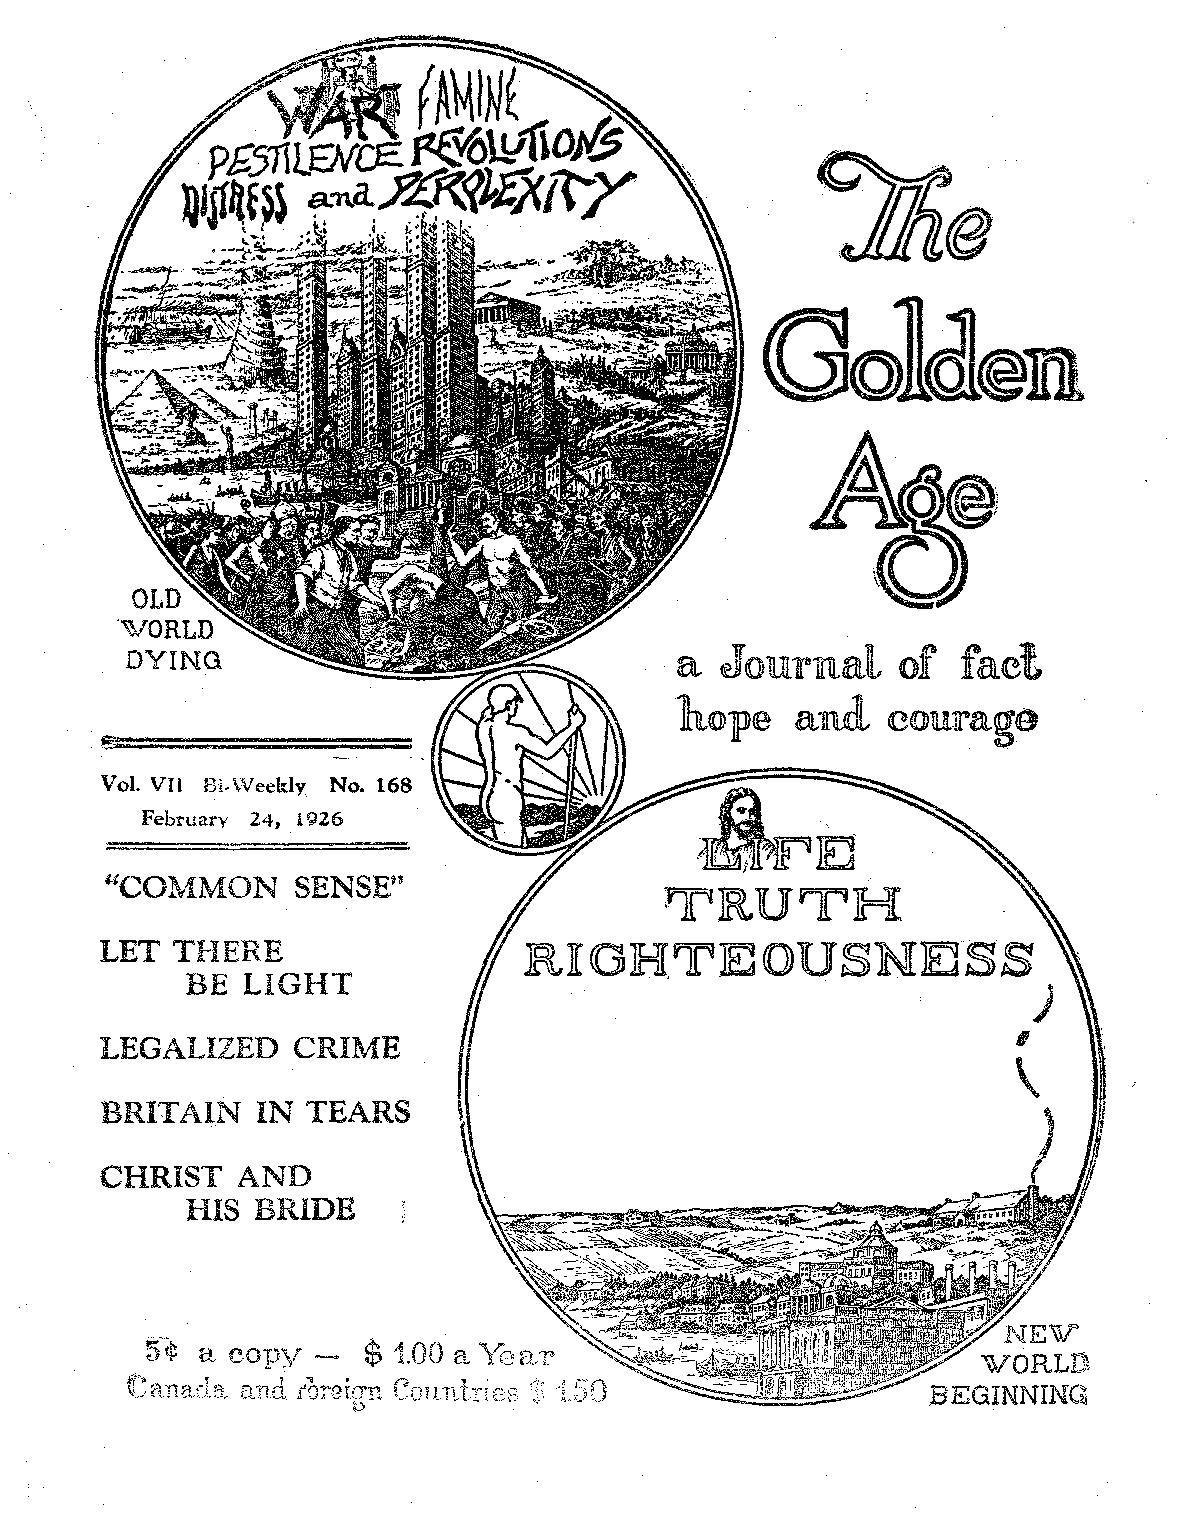 WAR FAMINE
PESTILENCE REVOLUTIONS
DISTRESS and PERPLEXITY
The
Golden
Age
OLD
WORLD
DYING
a Journal of fact
hope and courage
Vol. VII Bi-Weekly No. 168
February 24, 1926
"COMMON SENSE"
LET THERE
BE LIGHT
LEGALIZED CRIME
BRITAIN IN TEARS
CHRIST AND
HIS BRIDE
LIFE
TRUTH
RIGHTEOUSNESS
5¢ a copy — $ 1.00 a Year
Canada and foreign Countries $ 1.50
NEW
WORLD
BEGINNING